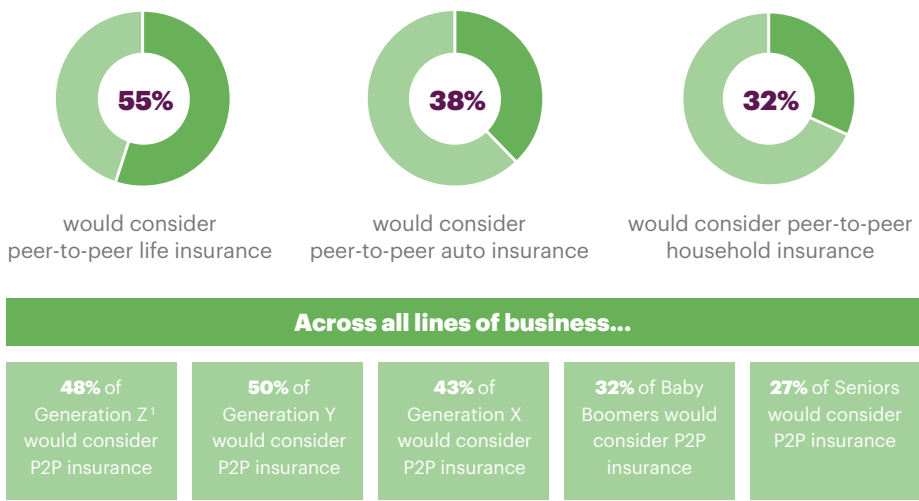 55%
would consider
peer-to-peer life insurance
38%
would consider
peer-to-peer auto insurance
32%
would consider peer-to-peer
household insurance
Across all lines of business...
48% of
Generation Z¹
would consider
P2P insurance
50% of
Generation Y
would consider
P2P insurance
43% of
Generation X
would consider
P2P insurance
32% of Baby
Boomers would
consider P2P
insurance
27% of Seniors
would consider
P2P insurance